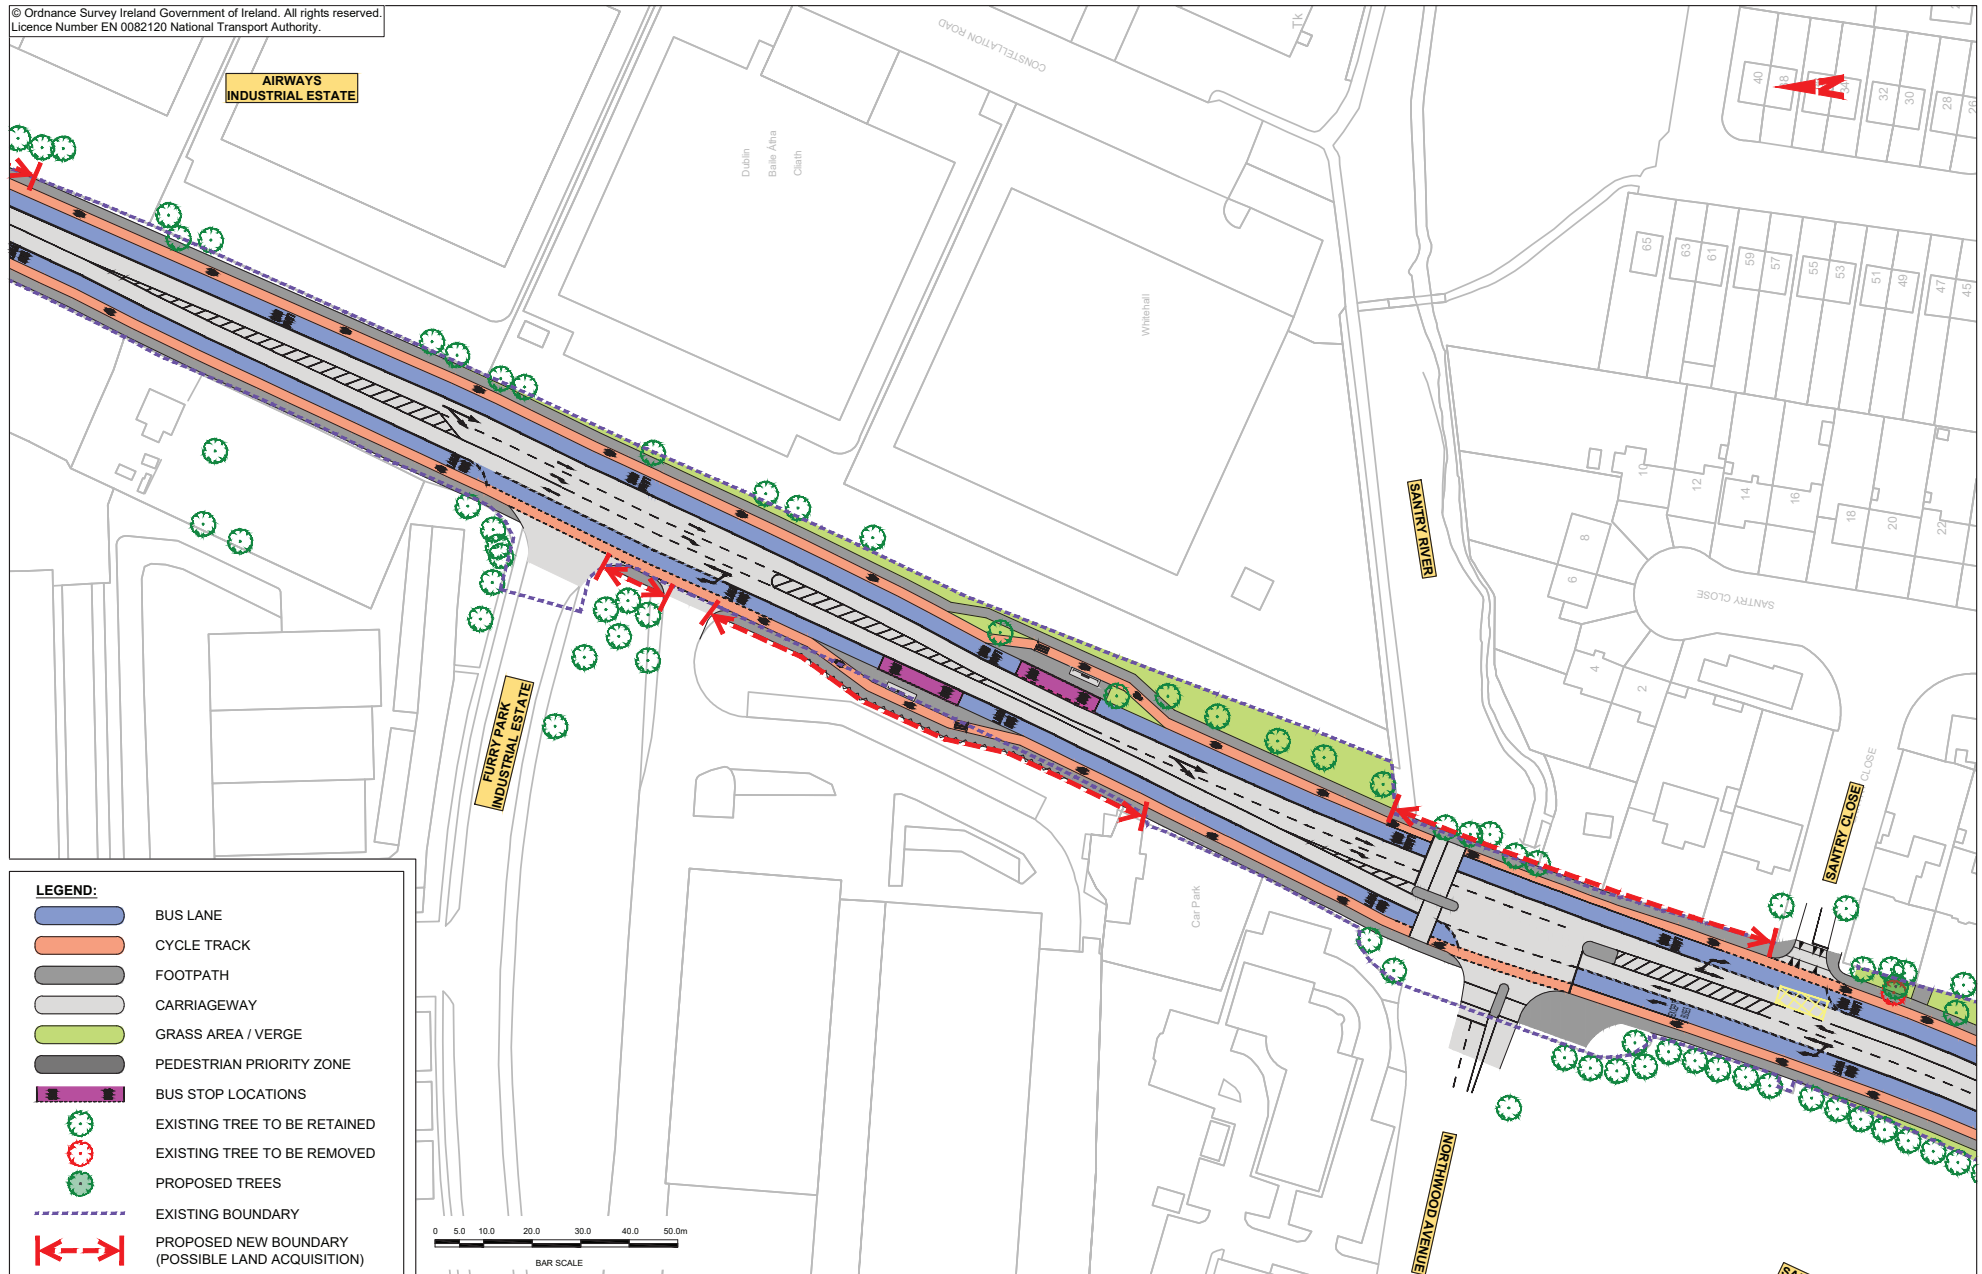 © Ordnance Survey Ireland Government of Ireland. All rights reserved.
Licence Number EN 0082120 National Transport Authority.
AIRWAYS
INDUSTRIAL ESTATE
CONSTELLATION ROAD
Tk
Dublin
Baile Átha
Cliath
Whitehall
N
40
38
34
32
30
28
26
65
63
61
59
57
55
53
51
49
47
45
10
12
14
16
18
20
22
8
6
4
2
SANTRY CLOSE
SANTRY RIVER
FURRY PARK
INDUSTRIAL ESTATE
CLOSE
SANTRY CLOSE
Car Park
NORTHWOOD AVENUE
LEGEND:
BUS LANE
CYCLE TRACK
FOOTPATH
CARRIAGEWAY
GRASS AREA / VERGE
PEDESTRIAN PRIORITY ZONE
BUS STOP LOCATIONS
EXISTING TREE TO BE RETAINED
EXISTING TREE TO BE REMOVED
PROPOSED TREES
EXISTING BOUNDARY
PROPOSED NEW BOUNDARY
(POSSIBLE LAND ACQUISITION)
0 5.0 10.0 20.0 30.0 40.0 50.0m
BAR SCALE